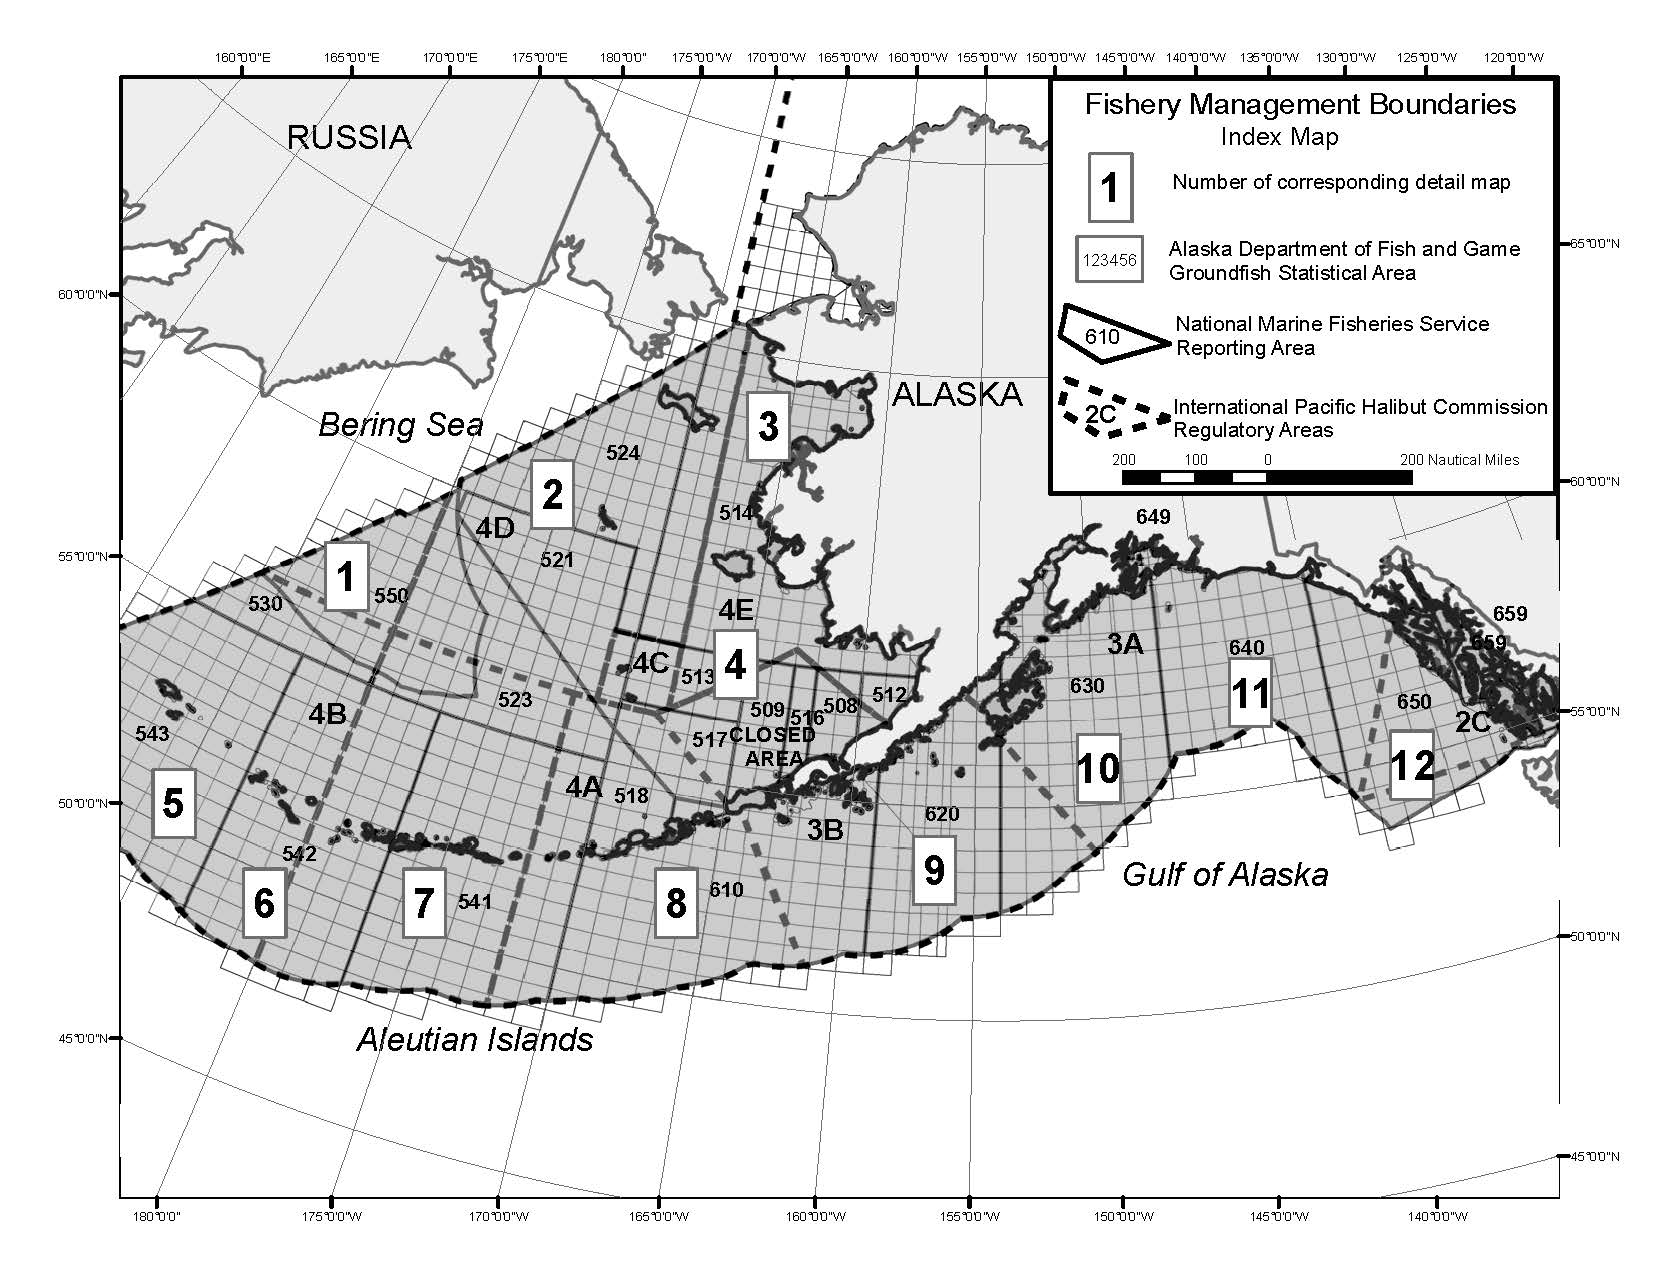 160°0'0"E 165°0'0"E 170°0'0"E 175°0'0"E 180°0'0" 175°0'0"W 170°0'0"W 165°0'0"W 160°0'0"W 155°0'0"W 150°0'0"W 145°0'0"W 140°0'0"W 135°0'0"W 130°0'0"W 125°0'0"W 120°0'0"W
Fishery Management Boundaries
Index Map
1
Number of corresponding detail map
123456
Alaska Department of Fish and Game
Groundfish Statistical Area
610
National Marine Fisheries Service
Reporting Area
2C
International Pacific Halibut Commission
Regulatory Areas
200 100 0 200 Nautical Miles
RUSSIA
ALASKA
Bering Sea
65°0'0"N
60°0'0"N
60°0'0"N
3
524
2
514
649
4D
521
55°0'0"N
1
550
530
4E
659
659
3A
640
4C
513
4
630
11
523
509
516
508
512
650
55°0'0"N
4B
2C
543
517
CLOSED
AREA
10
12
4A
518
5
50°0'0"N
3B
620
542
9
Gulf of Alaska
6
7
541
8
610
50°0'0"N
Aleutian Islands
45°0'0"N
45°0'0"N
180°0'0" 175°0'0"W 170°0'0"W 165°0'0"W 160°0'0"W 155°0'0"W 150°0'0"W 145°0'0"W 140°0'0"W